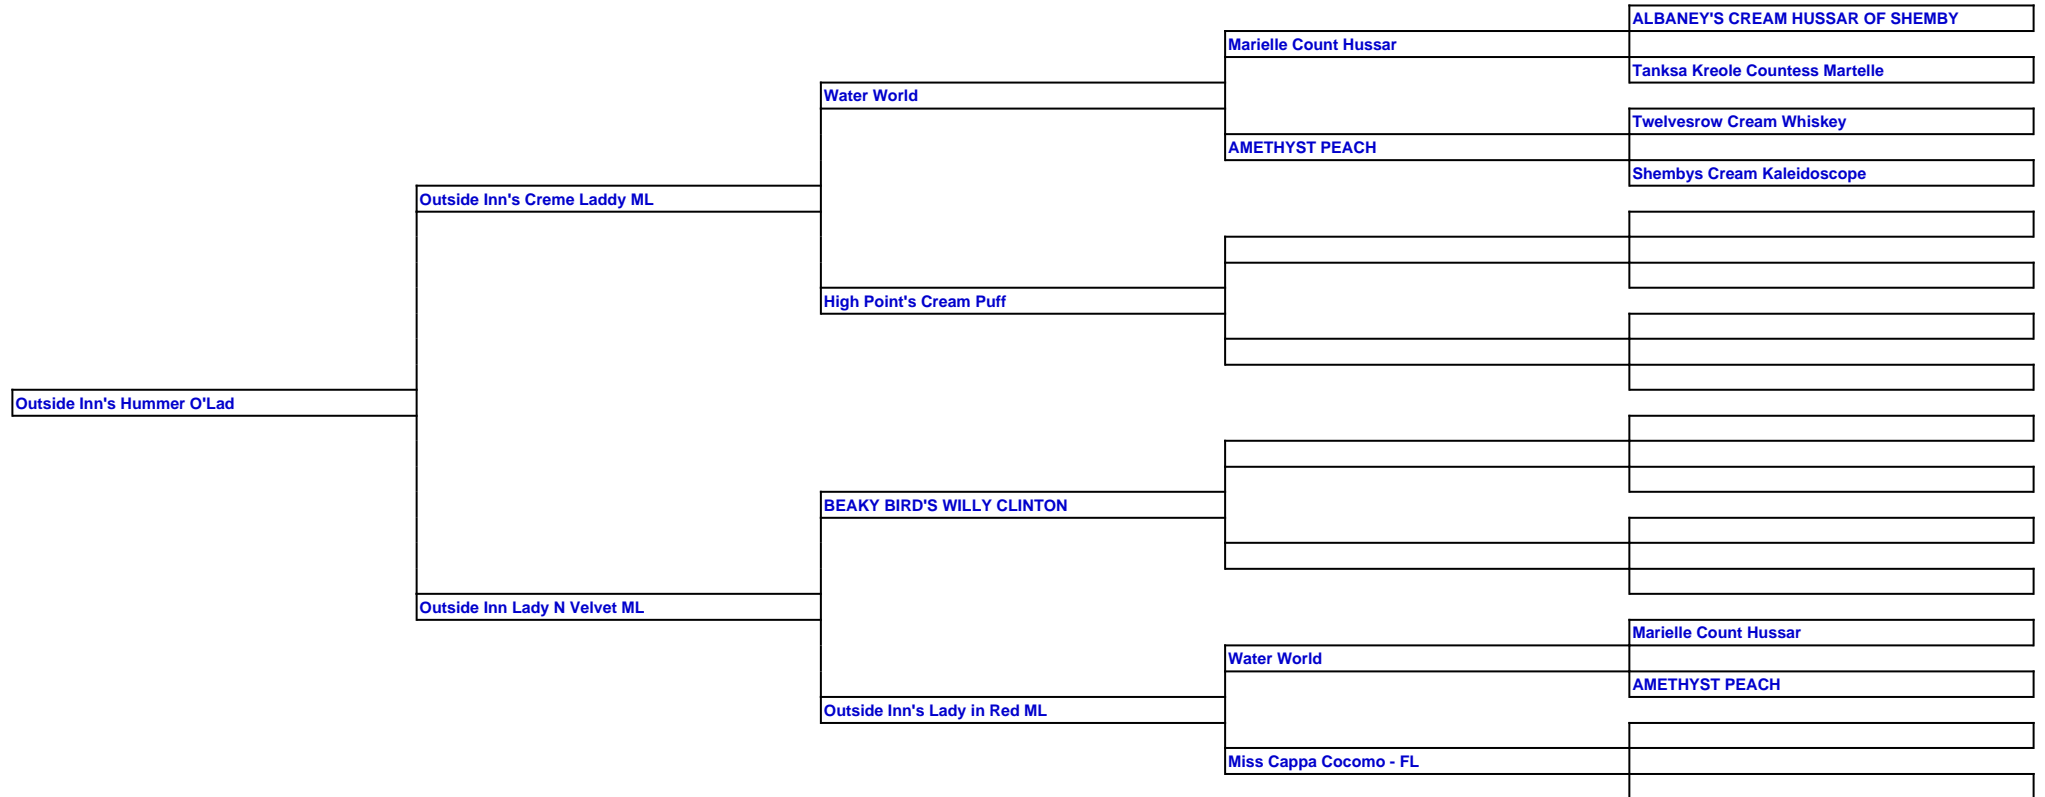 ALBANEY'S CREAM HUSSAR OF SHEMBY
Marielle Count Hussar
Tanksa Kreole Countess Martelle
Water World
Twelvesrow Cream Whiskey
AMETHYST PEACH
Shembys Cream Kaleidoscope
Outside Inn's Creme Laddy ML
High Point's Cream Puff
Outside Inn's Hummer O'Lad
BEAKY BIRD'S WILLY CLINTON
Outside Inn Lady N Velvet ML
Marielle Count Hussar
Water World
AMETHYST PEACH
Outside Inn's Lady in Red ML
Miss Cappa Cocomo - FL